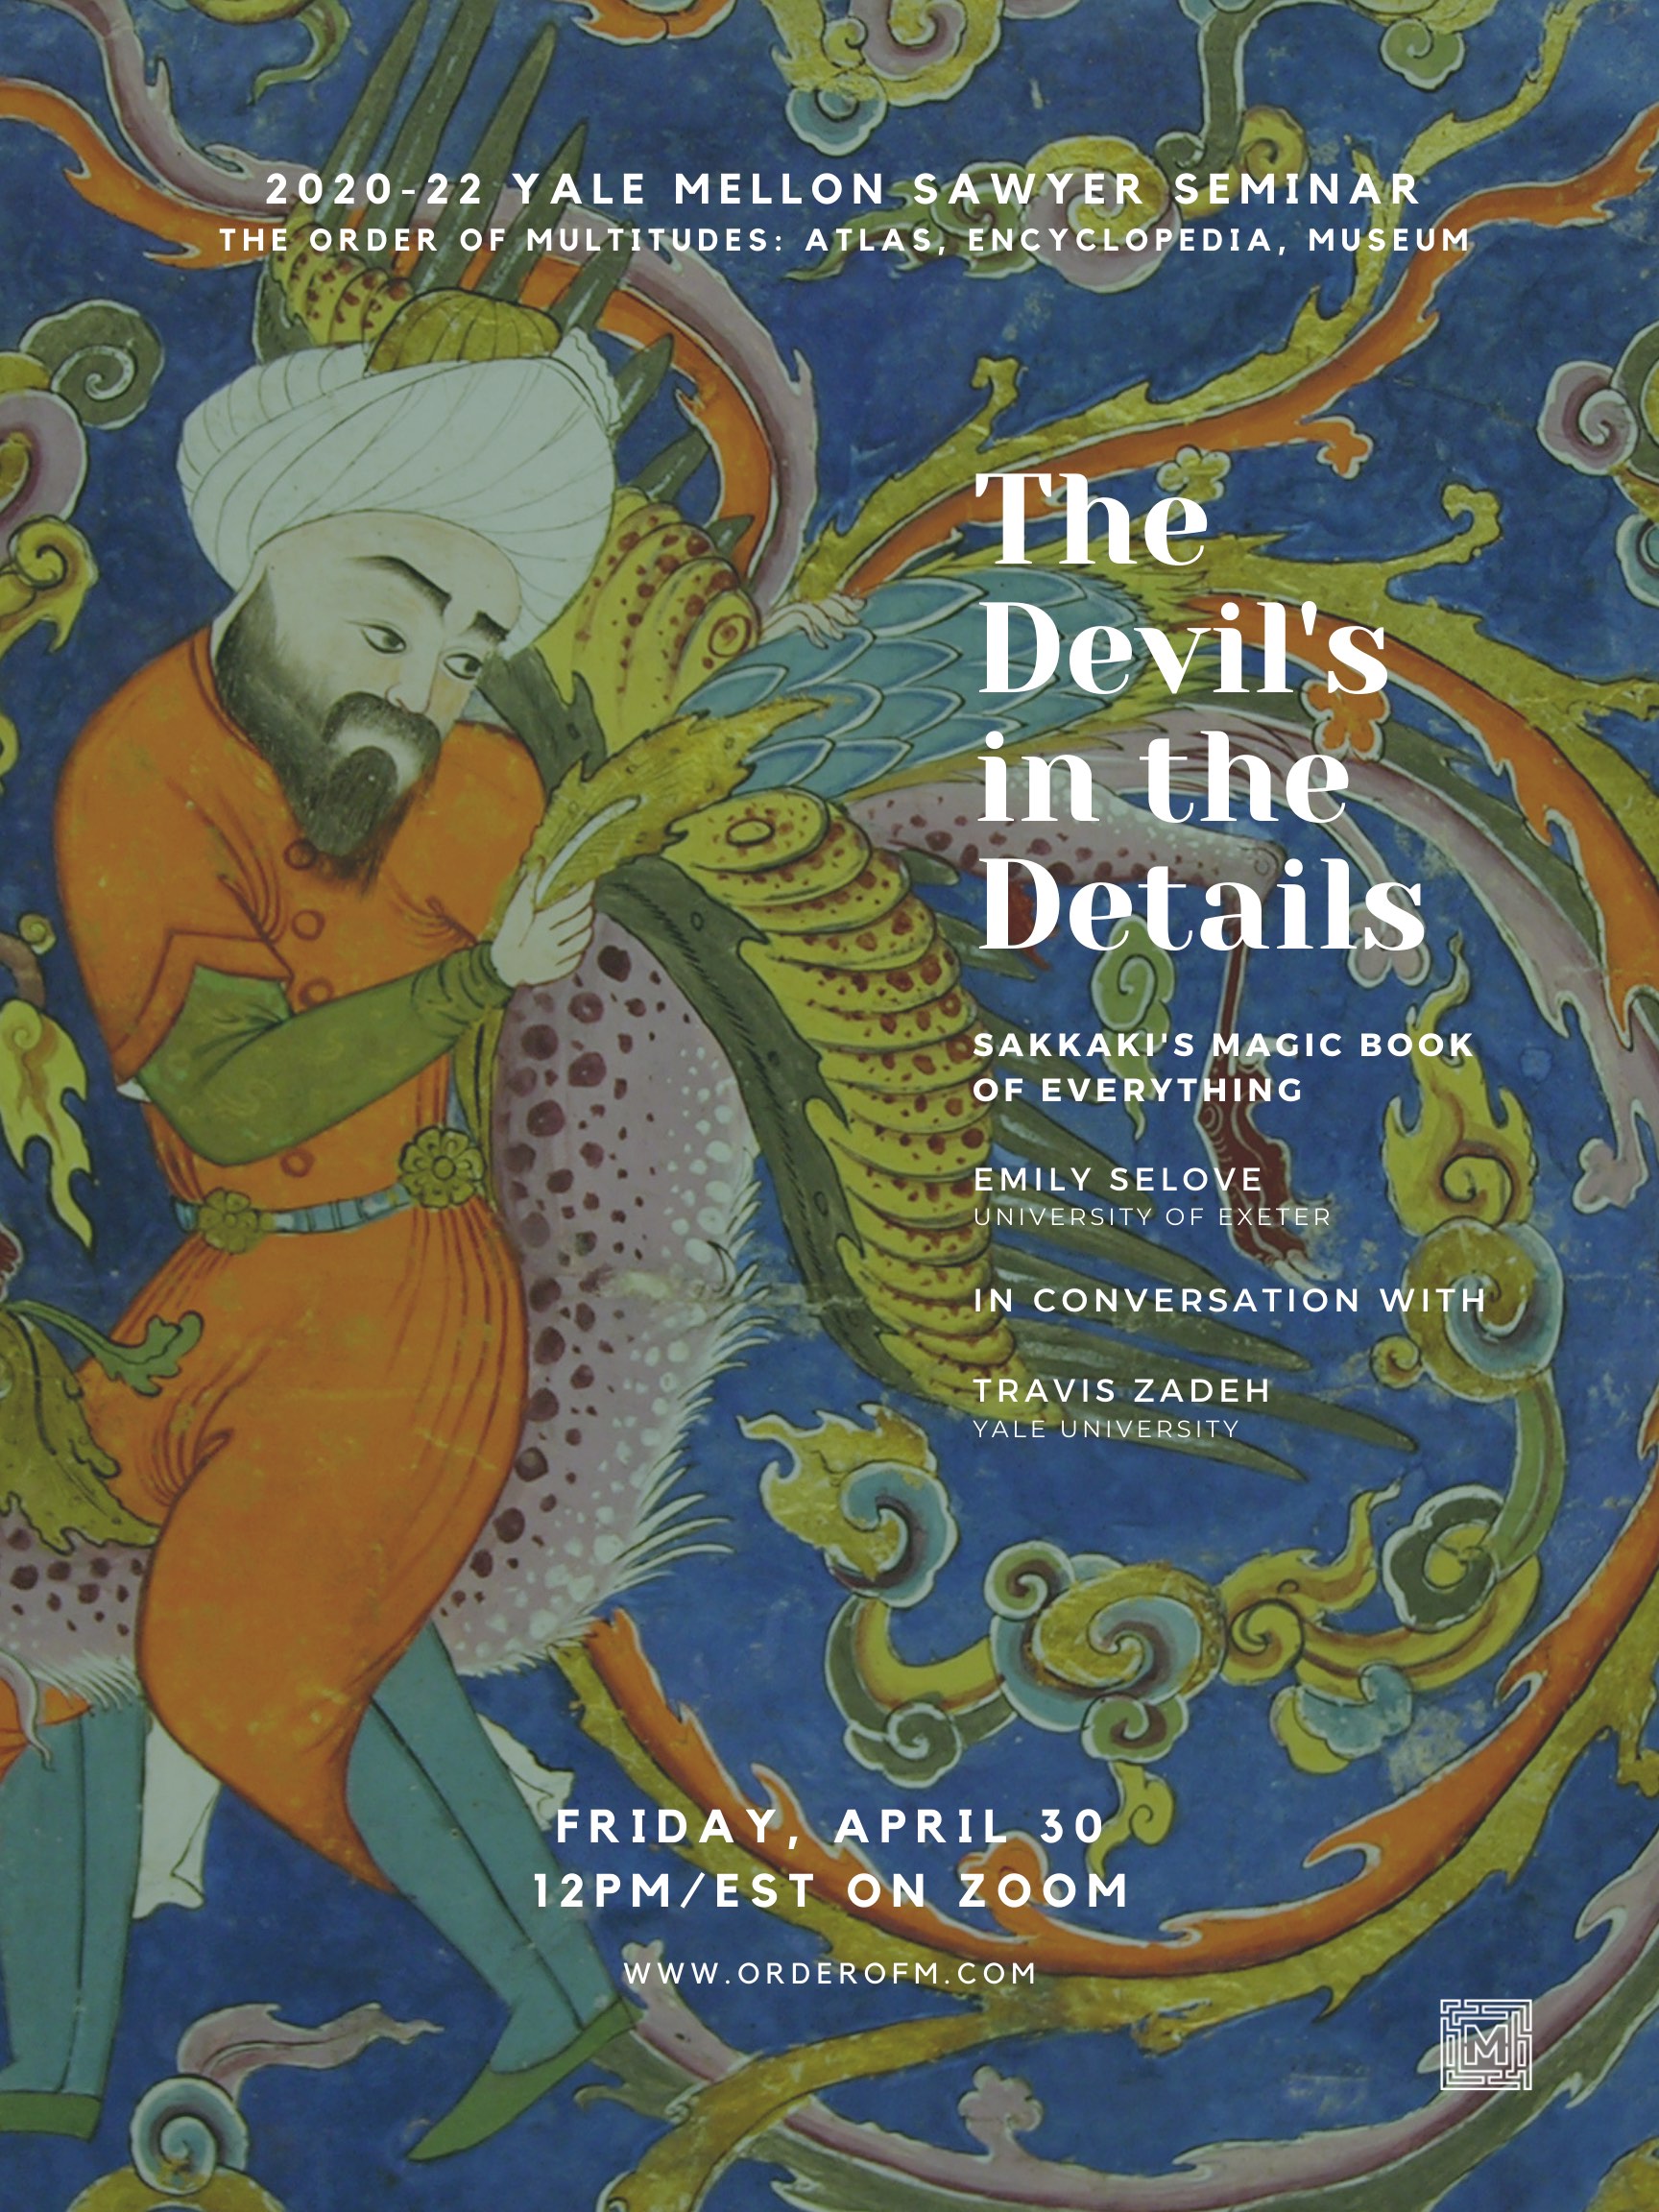 2020-22 YALE MELLON SAWYER SEMINAR
THE ORDER OF MULTITUDES: ATLAS, ENCYCLOPEDIA, MUSEUM
The
Devil's
in the
Details
SAKKAKI'S MAGIC BOOK
OF EVERYTHING
EMILY SELOVE
UNIVERSITY OF EXETER
IN CONVERSATION WITH
TRAVIS ZADEH
YALE UNIVERSITY
FRIDAY, APRIL 30
12PM/EST ON ZOOM
WWW.ORDEROFM.COM
M